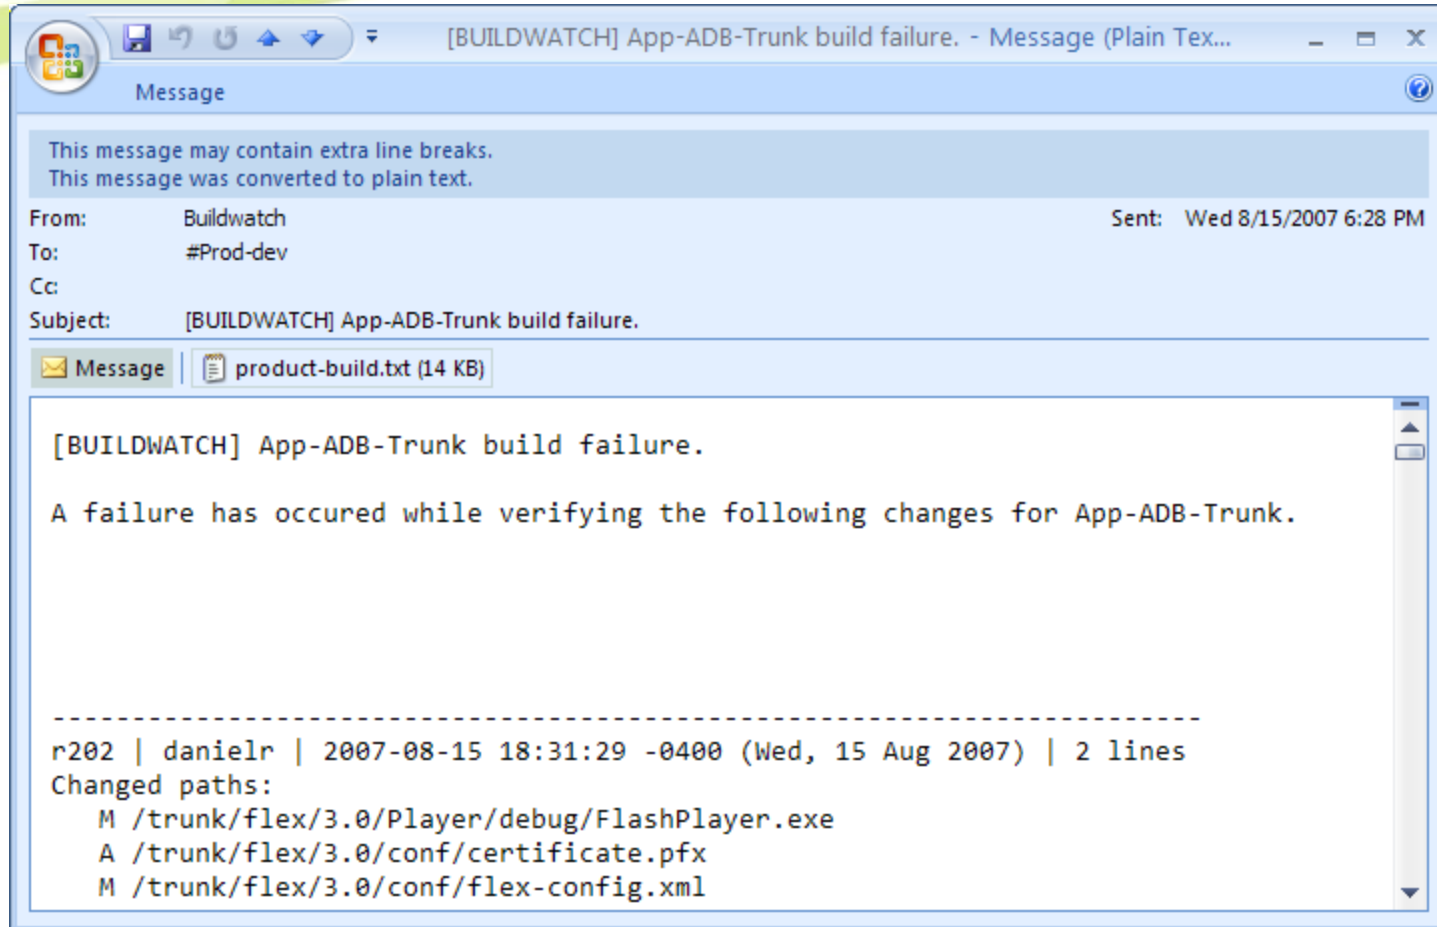 [BUILDWATCH] App-ADB-Trunk build failure. - Message (Plain Tex...
Message
This message may contain extra line breaks.
This message was converted to plain text.
From: Buildwatch Sent: Wed 8/15/2007 6:28 PM
To: #Prod-dev
Cc:
Subject: [BUILDWATCH] App-ADB-Trunk build failure.
Message product-build.txt (14 KB)
[BUILDWATCH] App-ADB-Trunk build failure.
A failure has occured while verifying the following changes for App-ADB-Trunk.
------------------------------------------------------------------------
r202 | danielr | 2007-08-15 18:31:29 -0400 (Wed, 15 Aug 2007) | 2 lines
Changed paths:
M /trunk/flex/3.0/Player/debug/FlashPlayer.exe
A /trunk/flex/3.0/conf/certificate.pfx
M /trunk/flex/3.0/conf/flex-config.xml